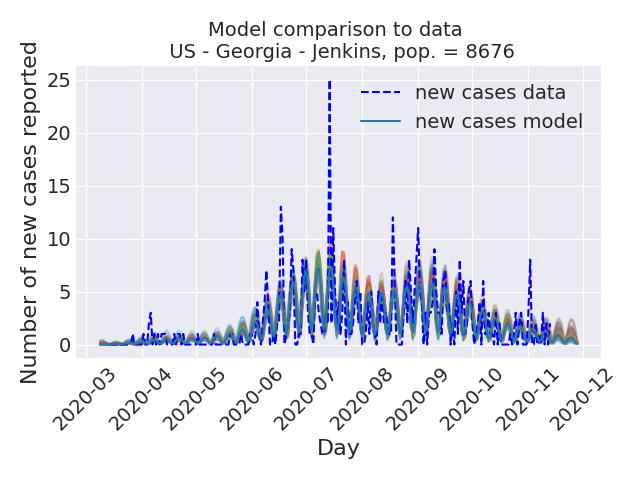 Model comparison to data
US - Georgia - Jenkins, pop. = 8676
Number of new cases reported
25
20
15
10
5
0
new cases data
new cases model
2020-03
2020-04
2020-05
2020-06
2020-07
2020-08
2020-09
2020-10
2020-11
2020-12
Day